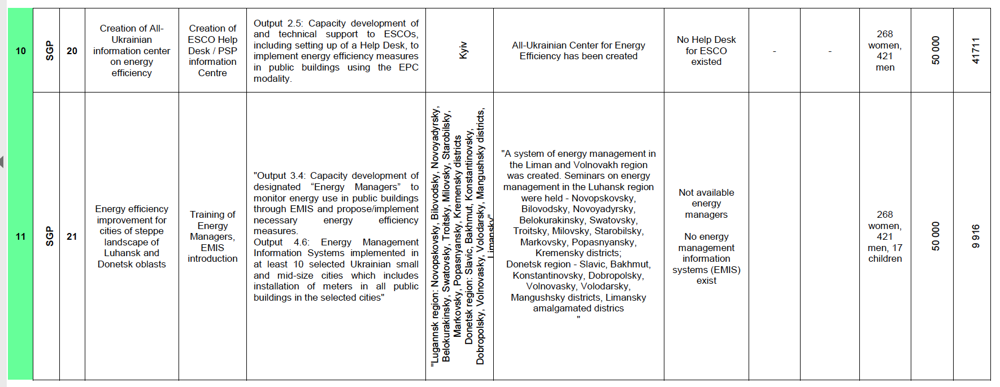 10
SGP
20
Creation of All-
Ukrainian
information center
on energy
efficiency
Creation of
ESCO Help
Desk / PSP
information
Centre
Output 2.5: Capacity development of
and technical support to ESCOs,
including setting up of a Help Desk, to
implement energy efficiency measures
in public buildings using the EPC
modality.
Kyiv
All-Ukrainian Center for Energy
Efficiency has been created
No Help Desk
for ESCO
existed
-
-
268
women,
421
men
50 000
41711
11
SGP
21
Energy efficiency
improvement for
cities of steppe
landscape of
Luhansk and
Donetsk oblasts
Training of
Energy
Managers,
EMIS
introduction
"Output 3.4: Capacity development of
designated “Energy Managers” to
monitor energy use in public buildings
through EMIS and propose/implement
necessary energy efficiency
measures.
Output 4.6: Energy Management
Information Systems implemented in
at least 10 selected Ukrainian small
and mid-size cities which includes
installation of meters in all public
buildings in the selected cities"
"Lugannsk region: Novopskovsky, Bilovodsky, Novoyadyrsky,
Belokurakinsky, Swatovsky, Troitsky, Milovsky, Starobilsky,
Markovsky, Popasnyansky, Kremensky districts
Donetsk region: Slavic, Bakhmut, Konstantinovsky,
Dobropolsky, Volnovasky, Volodarsky, Mangushsky districts,
Limansky"
"A system of energy management in
the Liman and Volnovakh region
was created. Seminars on energy
management in the Luhansk region
were held - Novopskovsky,
Bilovodsky, Novoyadyrsky,
Belokurakinsky, Swatovsky,
Troitsky, Milovsky, Starobilsky,
Markovsky, Popasnyansky,
Kremensky districts;
Donetsk region - Slavic, Bakhmut,
Konstantinovsky, Dobropolsky,
Volnovasky, Volodarsky,
Mangushsky districts, Limansky
amalgamated districs
"
Not available
energy
managers
No energy
management
information
systems (EMIS)
exist
268
women,
421
men, 17
children
50 000
9 916